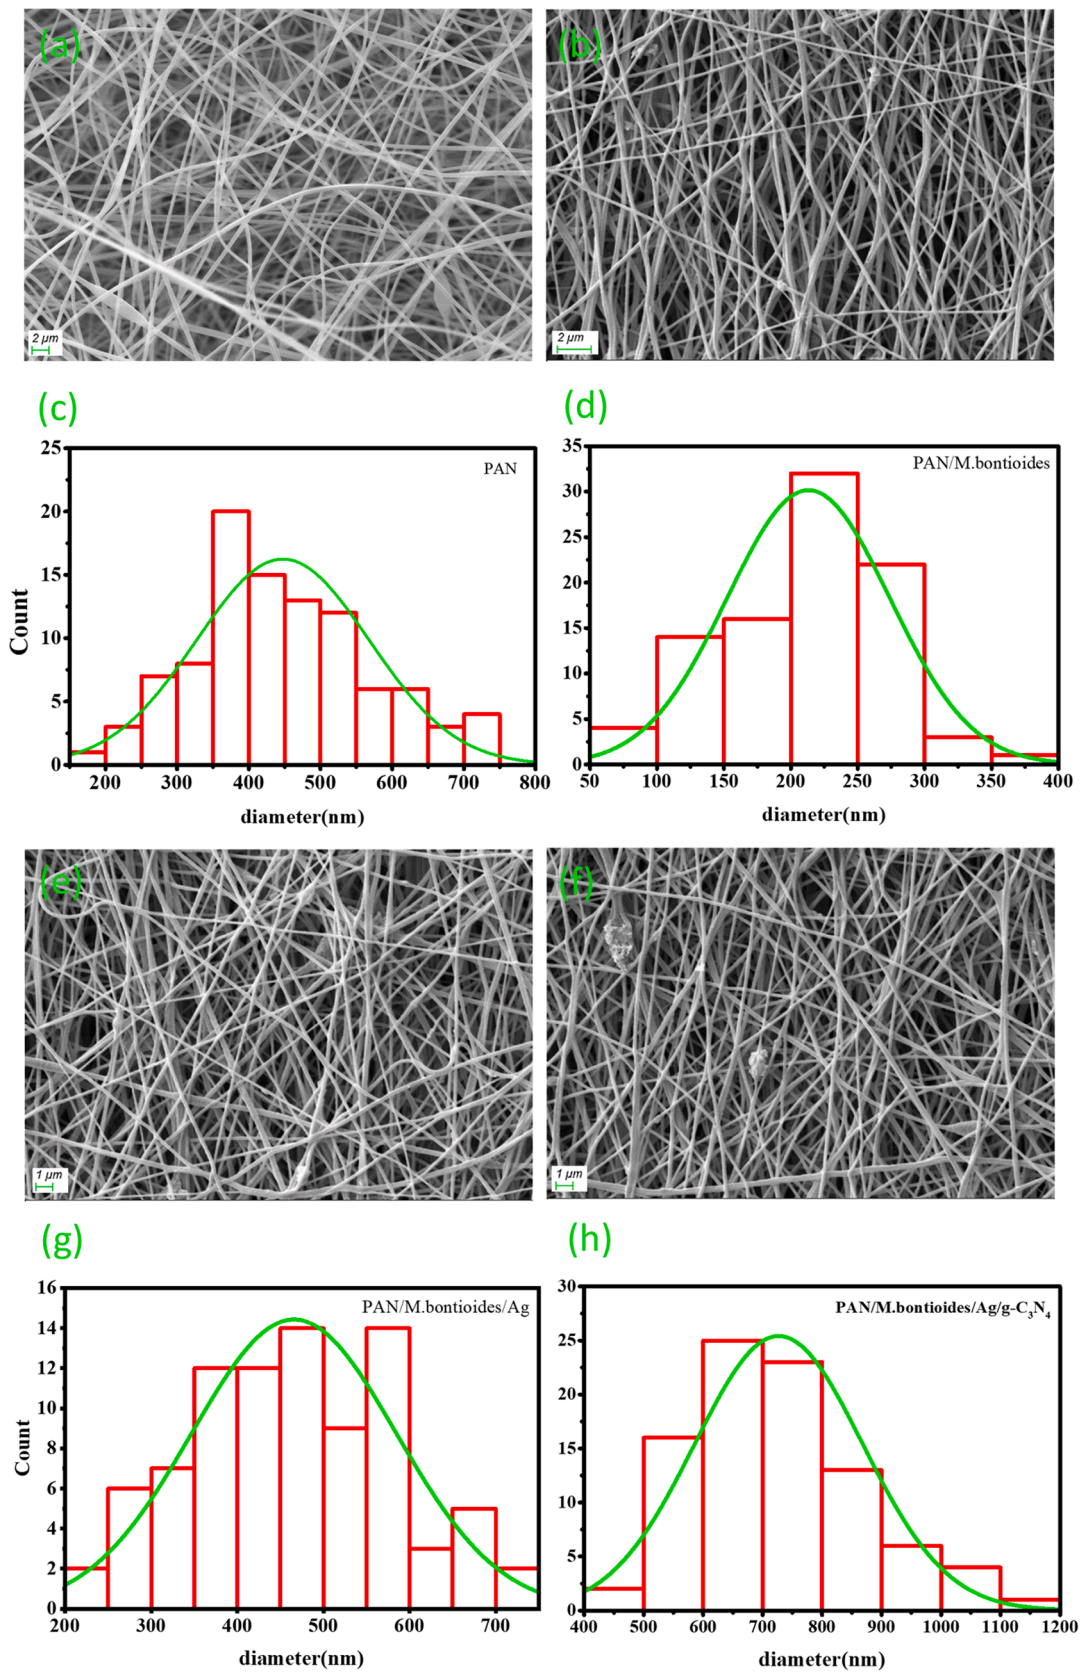 (a)
(b)
2 µm
2 µm
(c)
(d)
25
20
15
10
5
0
Count
PAN
200 300 400 500 600 700 800
diameter(nm)
35
30
25
20
15
10
5
0
PAN/M.bontioides
50 100 150 200 250 300 350 400
diameter(nm)
(e)
(f)
1 µm
1 µm
(g)
(h)
16
14
12
10
8
6
4
2
0
Count
PAN/M.bontioides/Ag
200 300 400 500 600 700
diameter(nm)
30
25
20
15
10
5
0
PAN/M.bontioides/Ag/g-C₃N₄
400 500 600 700 800 900 1000 1100 1200
diameter(nm)